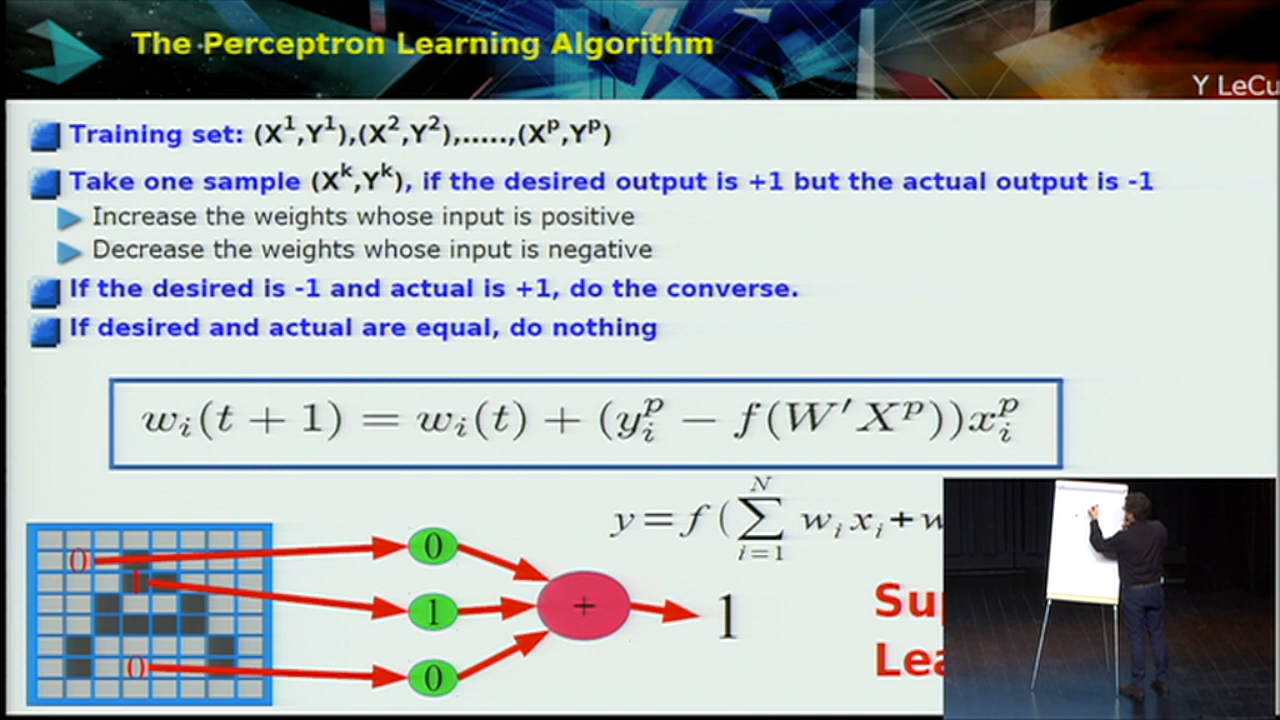 The Perceptron Learning Algorithm
Y LeCu
Training set: (X¹,Y¹),(X²,Y²),.....,(Xᵖ,Yᵖ)
Take one sample (Xᵏ,Yᵏ), if the desired output is +1 but the actual output is -1
Increase the weights whose input is positive
Decrease the weights whose input is negative
If the desired is -1 and actual is +1, do the converse.
If desired and actual are equal, do nothing
wᵢ(t + 1) = wᵢ(t) + (yᵢᵖ − f(W′Xᵖ))xᵢᵖ
y=f(∑ᵢ₌₁ᴺ wᵢxᵢ+w
0 0
1 1 + 1
0 0
Sup
Lea